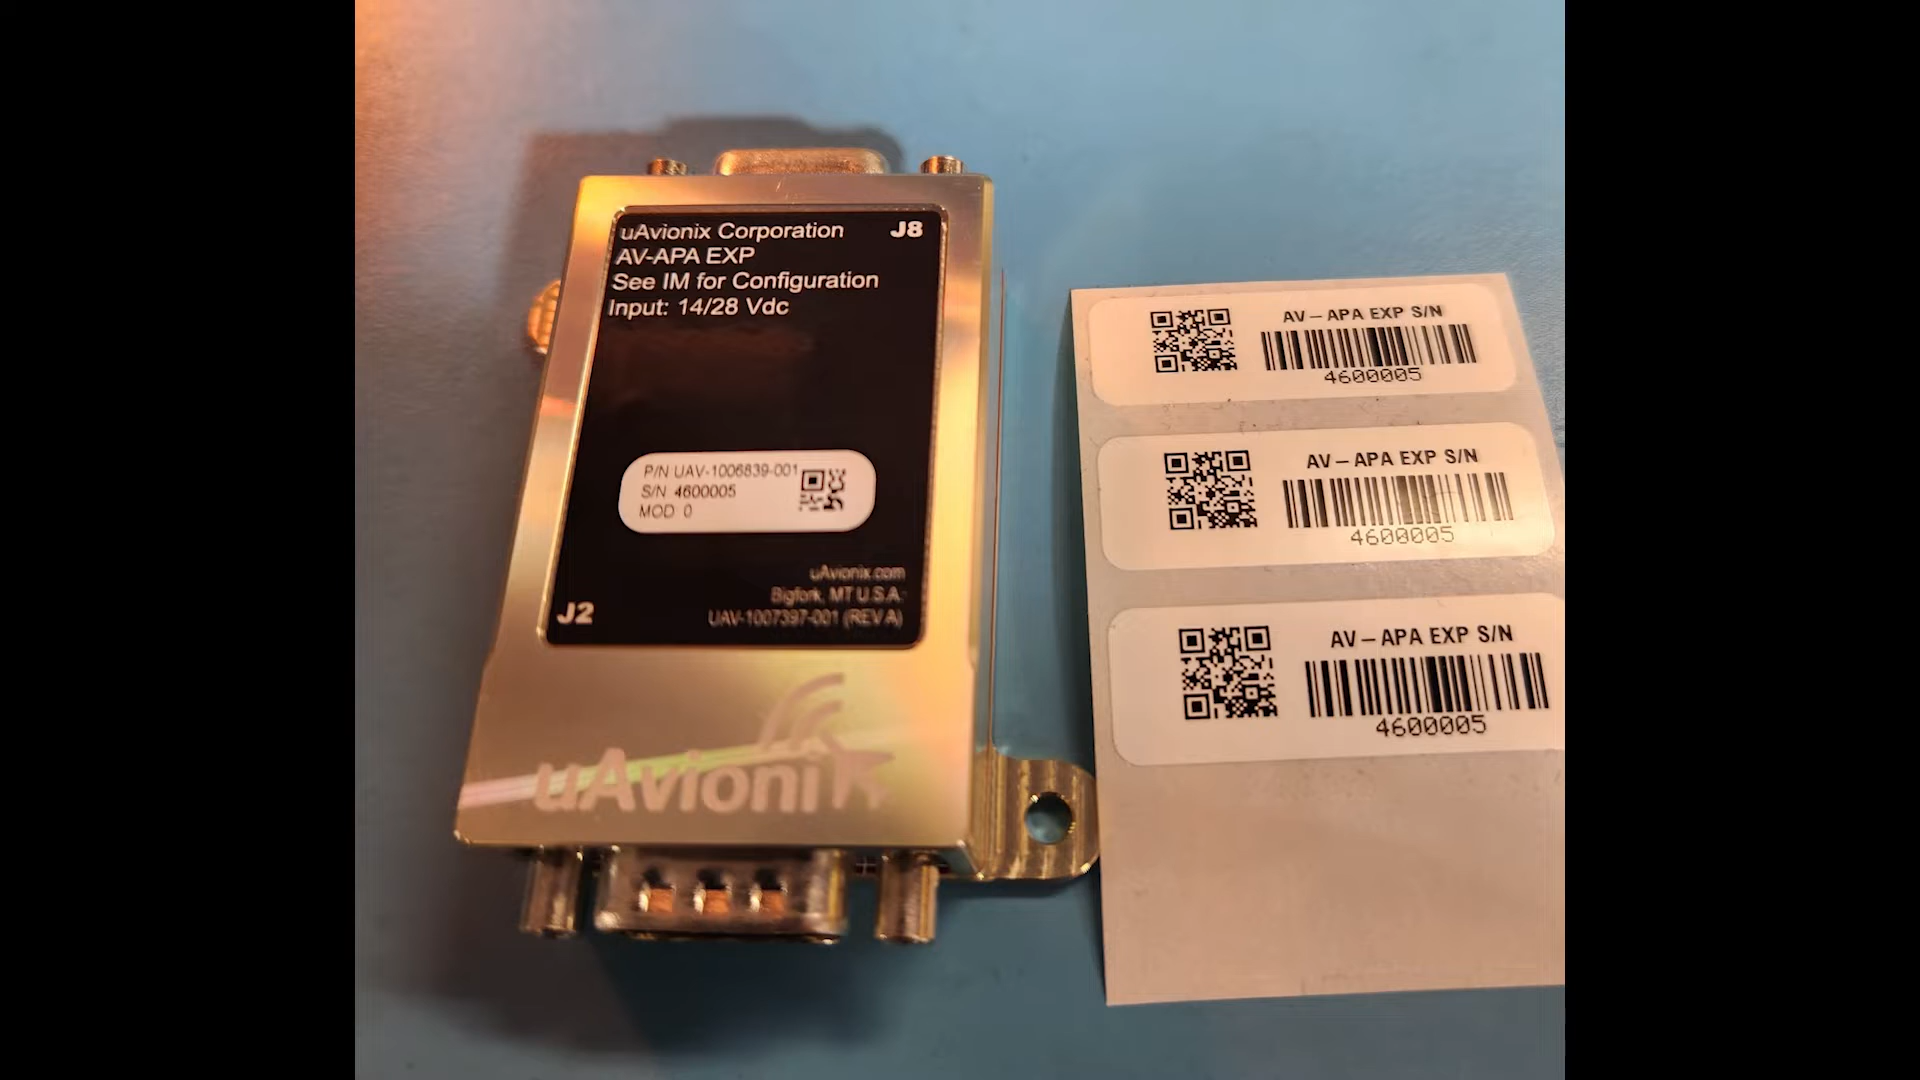 uAvionix Corporation J8
AV-APA EXP
See IM for Configuration
Input: 14/28 Vdc
P/N UAV-1006839-001
S/N 4600005
MOD 0
uAvionix.com
Bigfork, MT U.S.A.
J2 UAV-1007397-001 (REV A)
uAvionix
AV-APA EXP S/N
4600005
AV-APA EXP S/N
4600005
AV-APA EXP S/N
4600005